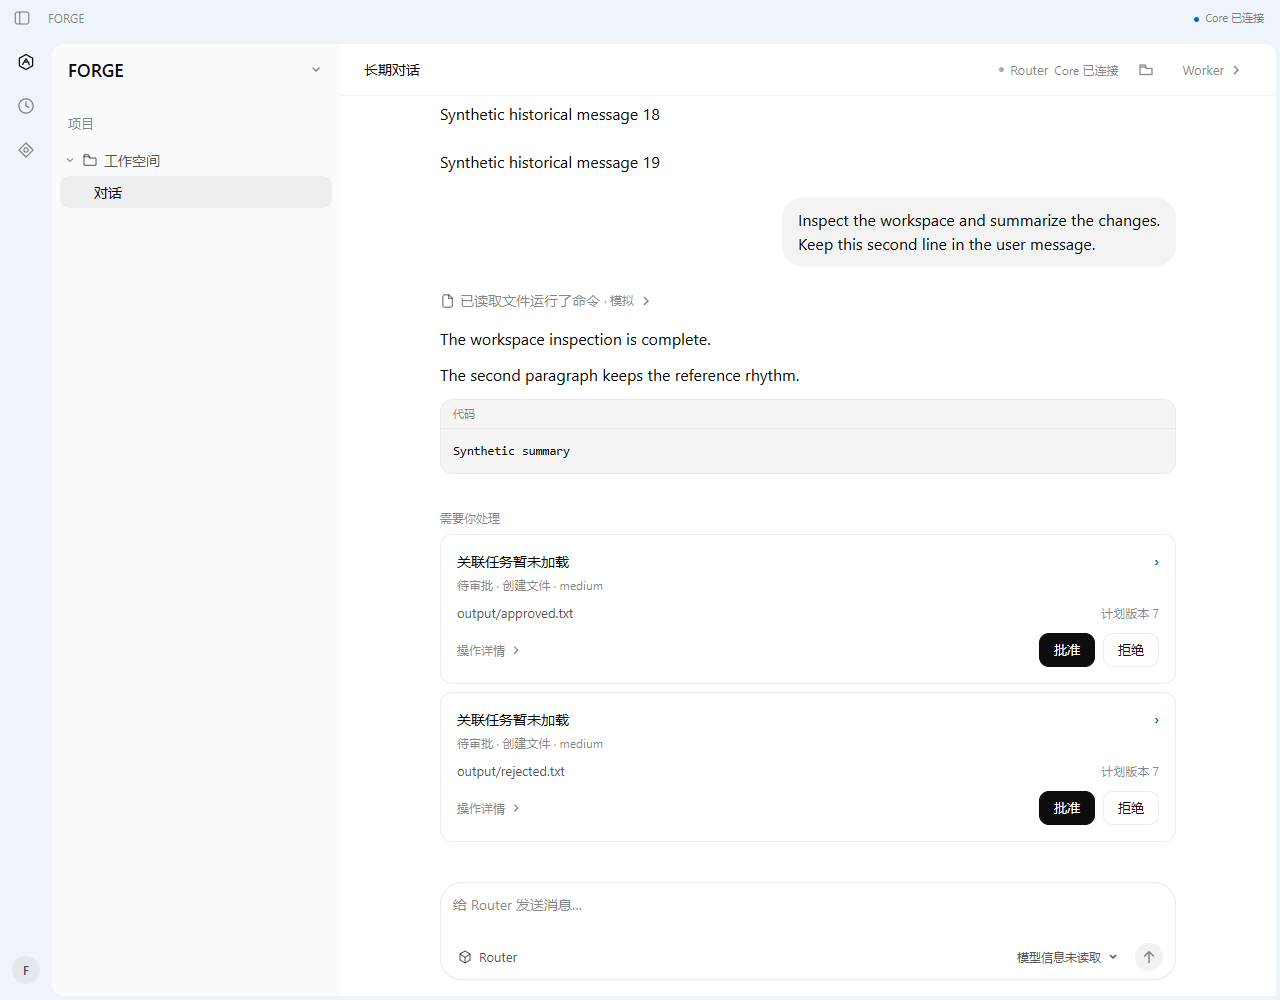 FORGE
Core 已连接
FORGE
项目
工作空间
对话
长期对话
Router Core 已连接
Worker
Synthetic historical message 18
Synthetic historical message 19
Inspect the workspace and summarize the changes.
Keep this second line in the user message.
已读取文件运行了命令 · 模拟
The workspace inspection is complete.
The second paragraph keeps the reference rhythm.
代码
Synthetic summary
需要你处理
关联任务暂未加载
待审批 · 创建文件 · medium
output/approved.txt
计划版本 7
操作详情
批准
拒绝
关联任务暂未加载
待审批 · 创建文件 · medium
output/rejected.txt
计划版本 7
操作详情
批准
拒绝
给 Router 发送消息...
Router
模型信息未读取
F